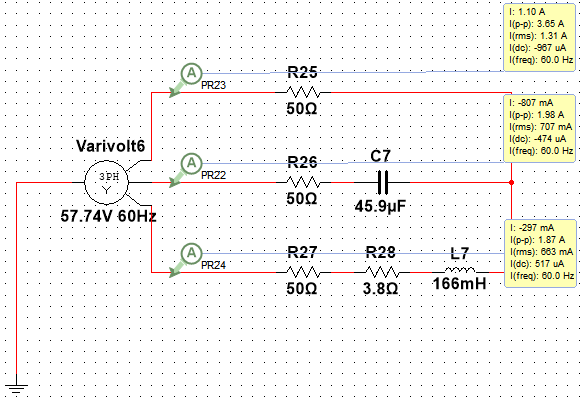 I: 1.10 A
I(p-p): 3.65 A
I(rms): 1.31 A
I(dc): -967 uA
I(freq): 60.0 Hz
A
PR23
R25
50Ω
I: -807 mA
I(p-p): 1.98 A
I(rms): 707 mA
I(dc): -474 uA
I(freq): 60.0 Hz
Varivolt6
3PH
Y
57.74V 60Hz
A
PR22
R26
50Ω
C7
45.9µF
I: -297 mA
I(p-p): 1.87 A
I(rms): 663 mA
I(dc): 517 uA
I(freq): 60.0 Hz
A
PR24
R27
50Ω
R28
3.8Ω
L7
166mH